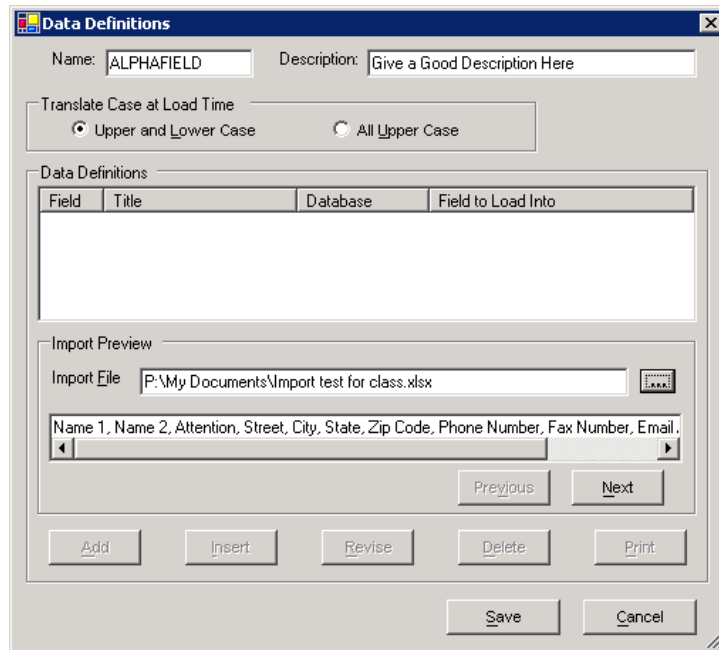 Data Definitions
Name: ALPHAFIELD Description: Give a Good Description Here
Translate Case at Load Time
Upper and Lower Case All Upper Case
Data Definitions
Field Title Database Field to Load Into
Import Preview
Import File P:\My Documents\Import test for class.xlsx ....
Name 1, Name 2, Attention, Street, City, State, Zip Code, Phone Number, Fax Number, Email
Previous Next
Add Insert Revise Delete Print
Save Cancel